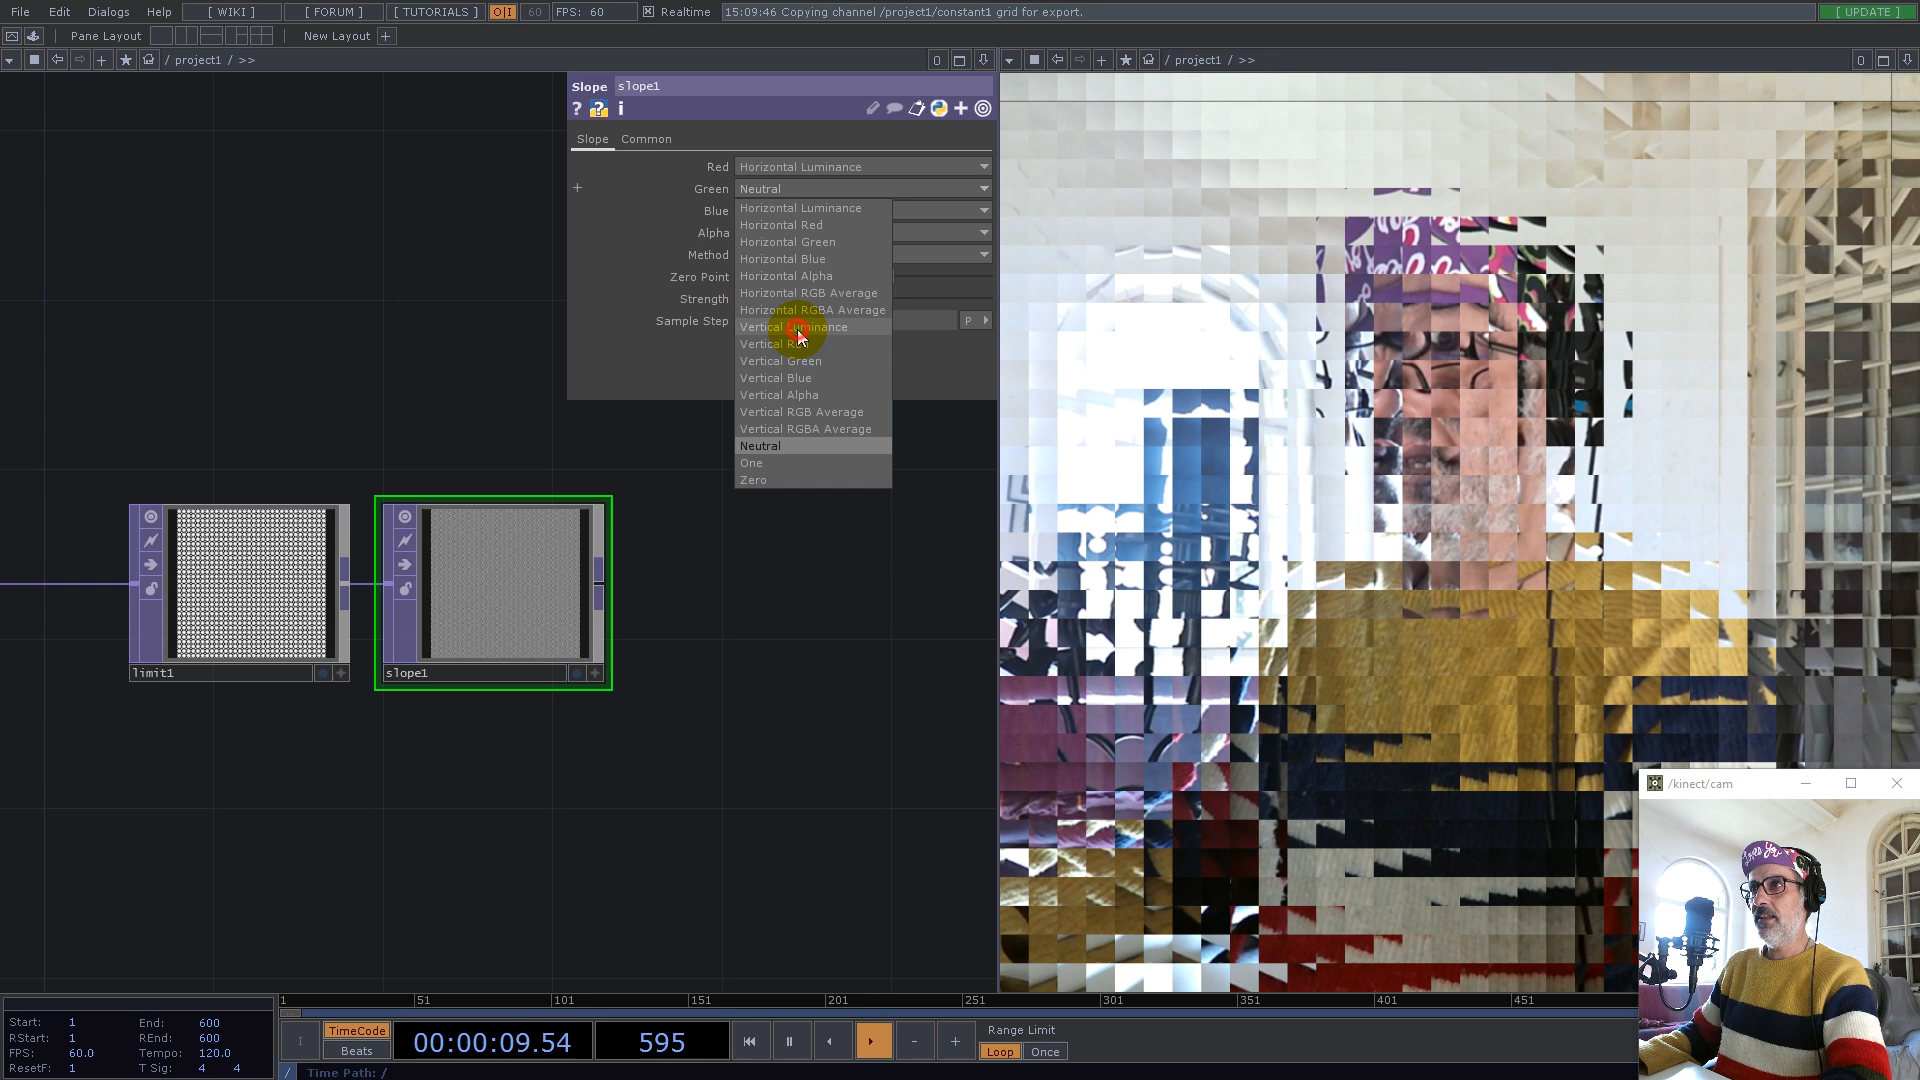 File Edit Dialogs Help [ WIKI ] [ FORUM ] [ TUTORIALS ] O|I 60 FPS: 60 Realtime 15:09:46 Copying channel /project1/constant1 grid for export. [ UPDATE ]
Pane Layout New Layout +
/ project1 / >> 0
/ project1 / >> 0
Slope slope1
? ? i
Slope Common
Red Horizontal Luminance
+ Green Neutral
Blue
Alpha
Method
Zero Point
Strength
Sample Step P
Horizontal Luminance
Horizontal Red
Horizontal Green
Horizontal Blue
Horizontal Alpha
Horizontal RGB Average
Horizontal RGBA Average
Vertical Luminance
Vertical Red
Vertical Green
Vertical Blue
Vertical Alpha
Vertical RGB Average
Vertical RGBA Average
Neutral
One
Zero
limit1
slope1
/kinect/cam
1 51 101 151 201 251 301 351 401 451
Start: 1 End: 600
RStart: 1 REnd: 600
FPS: 60.0 Tempo: 120.0
ResetF: 1 T Sig: 4 4
TimeCode
Beats
00:00:09.54
595
Range Limit
Loop Once
/ Time Path: /